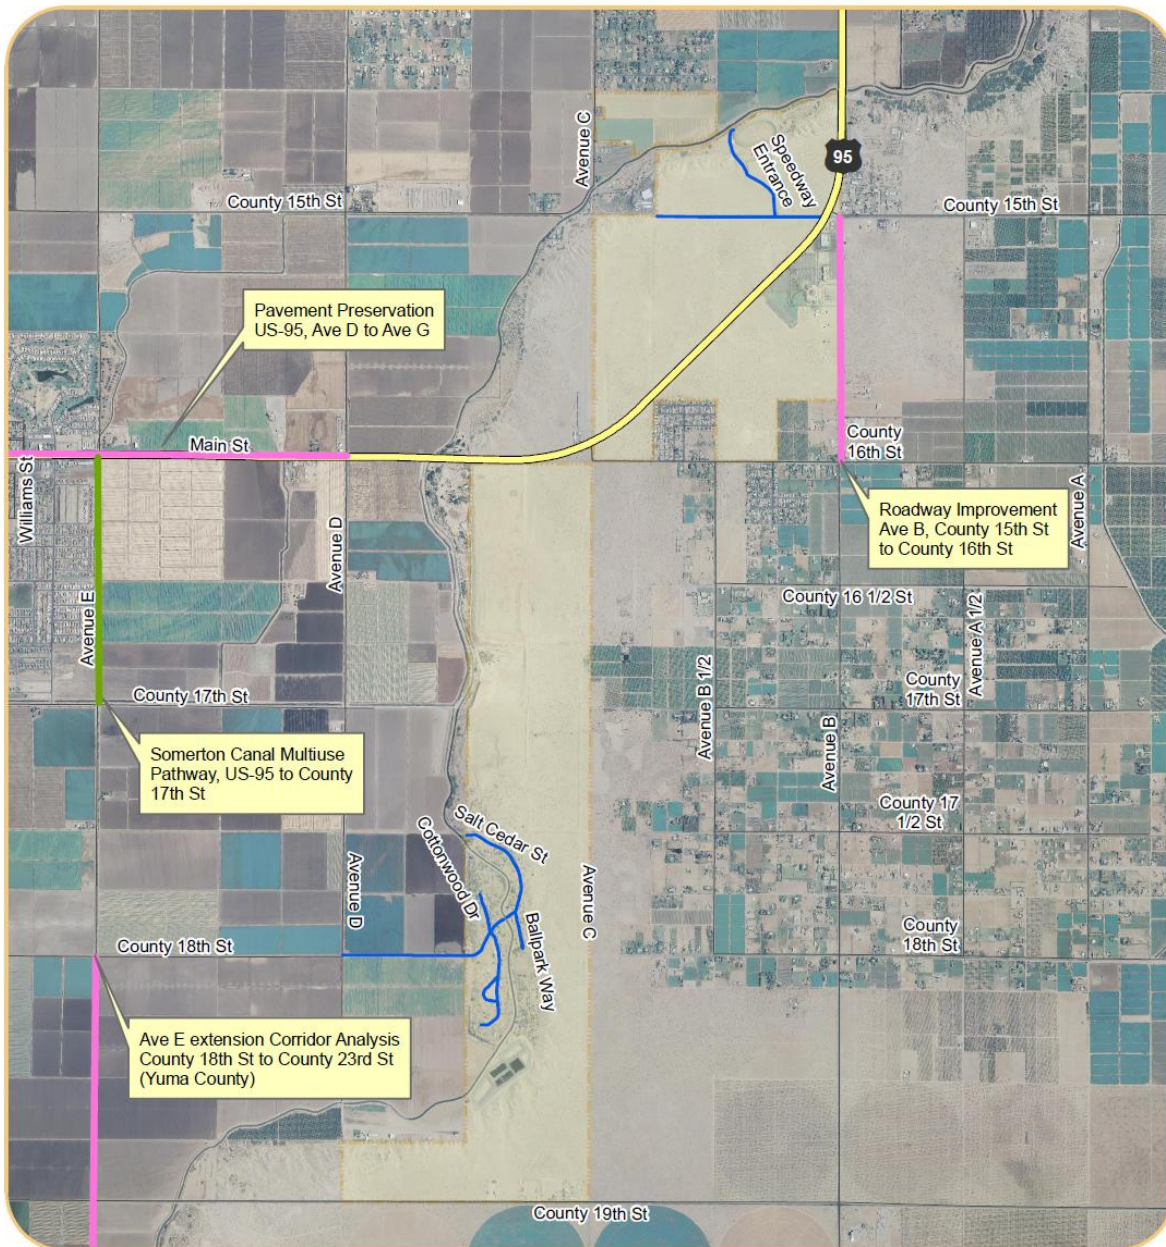 95
Avenue C
Speedway
Entrance
County 15th St
County 15th St
Pavement Preservation
US-95, Ave D to Ave G
Main St
County
16th St
Williams St
Avenue D
Avenue A
Roadway Improvement
Ave B, County 15th St
to County 16th St
Avenue E
County 16 1/2 St
Avenue A 1/2
County 17th St
County
17th St
Avenue B 1/2
Avenue B
Somerton Canal Multiuse
Pathway, US-95 to County
17th St
County 17
1/2 St
Salt Cedar St
Cottonwood Dr
Avenue D
Avenue C
Ballpark Way
County 18th St
County
18th St
Ave E extension Corridor Analysis
County 18th St to County 23rd St
(Yuma County)
County 19th St